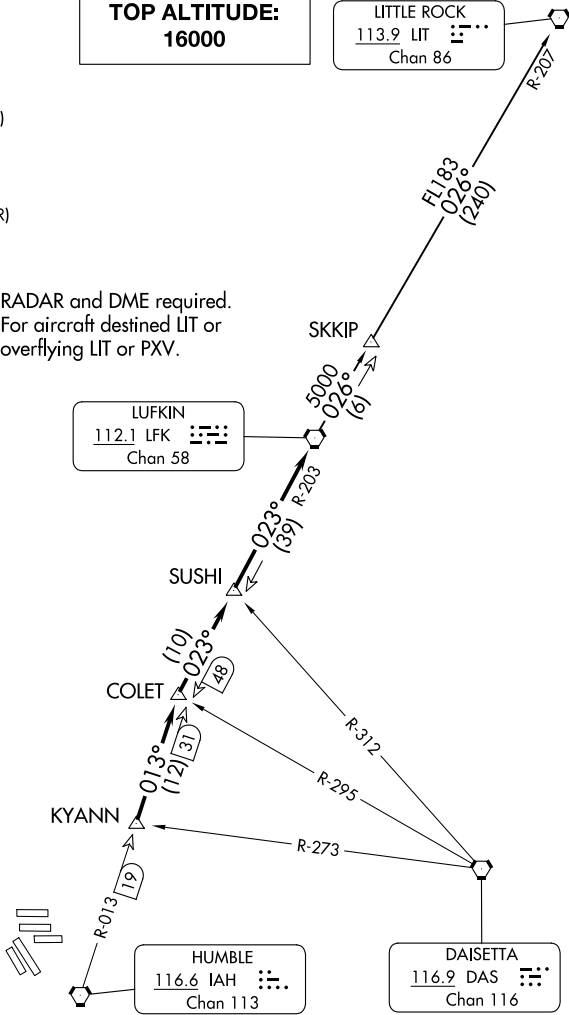 TOP ALTITUDE:
16000
LITTLE ROCK
113.9 LIT
Chan 86
R-207
)
FL183
026°
(240)
R)
RADAR and DME required.
For aircraft destined LIT or
overflying LIT or PXV.
SKKIP
5000
026°
(6)
LUFKIN
112.1 LFK
Chan 58
R-203
023°
(39)
SUSHI
(10)
023°
48
COLET
R-312
31
013°
(12)
R-295
KYANN
R-273
19
R-013
HUMBLE
116.6 IAH
Chan 113
DAISETTA
116.9 DAS
Chan 116